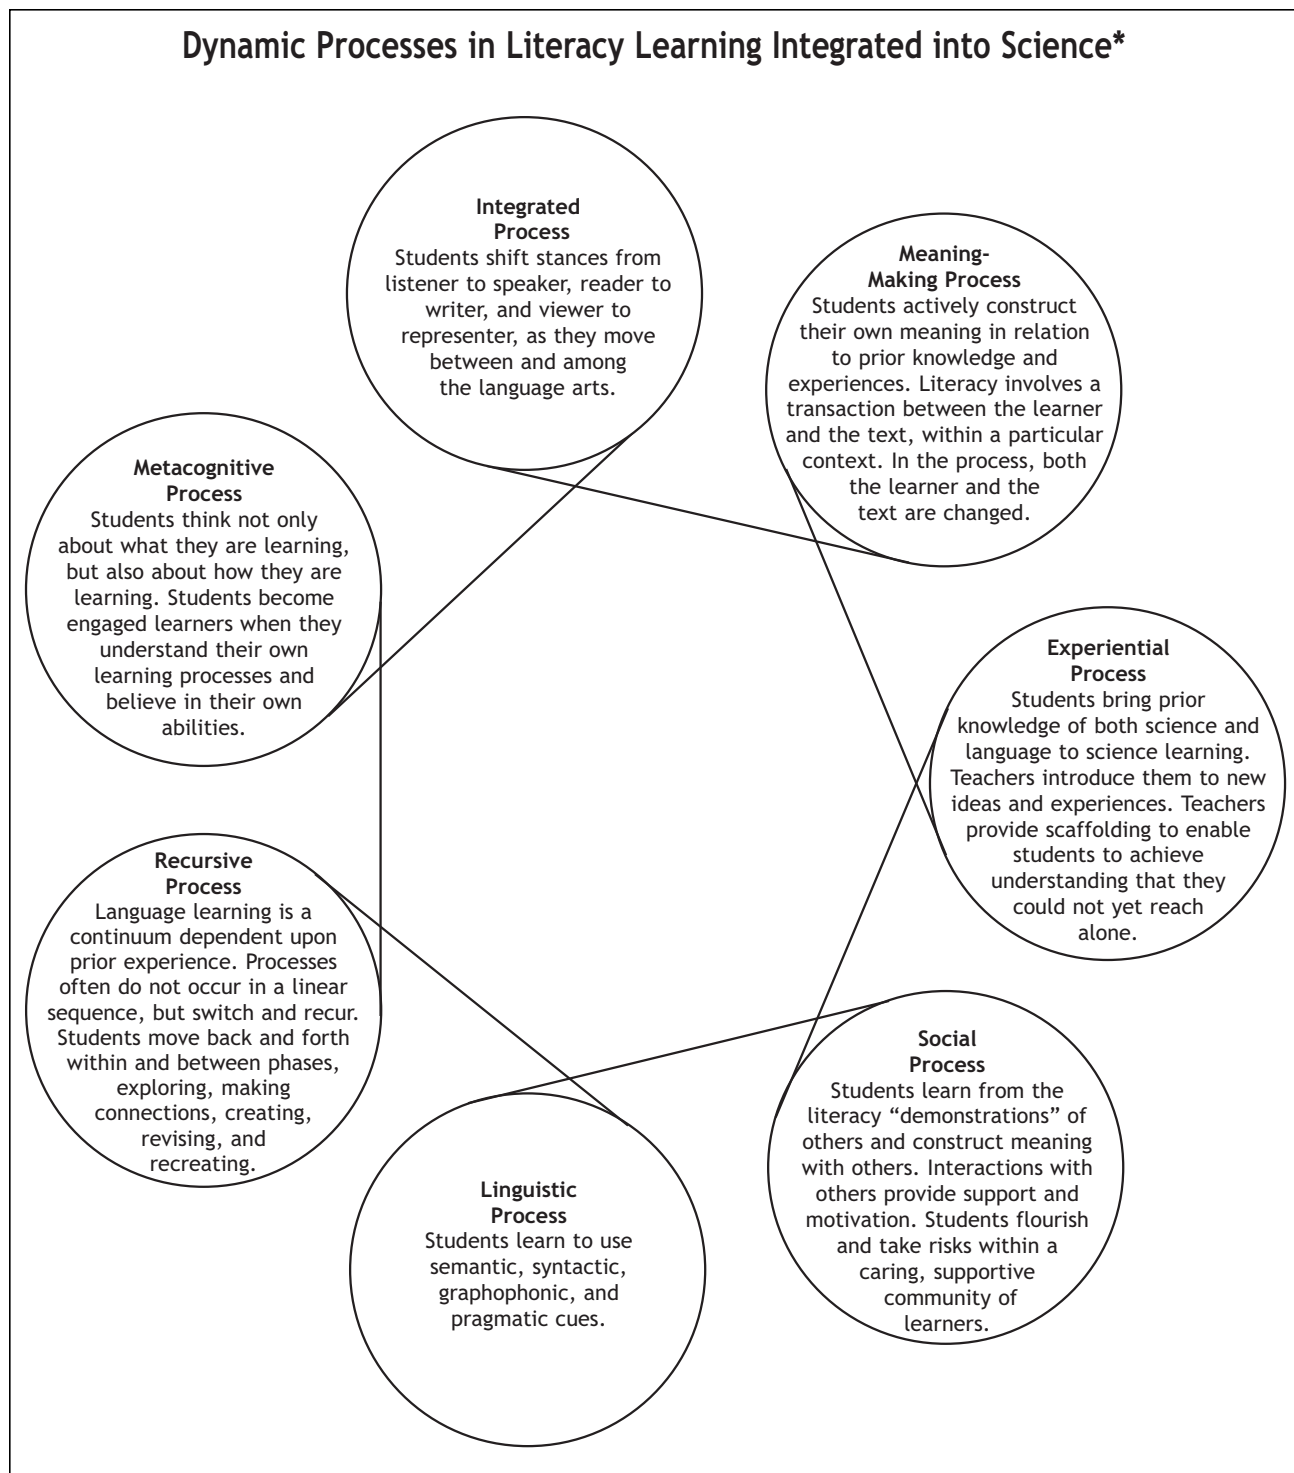 Dynamic Processes in Literacy Learning Integrated into Science*
Integrated
Process
Students shift stances from
listener to speaker, reader to
writer, and viewer to
representer, as they move
between and among
the language arts.
Meaning-
Making Process
Students actively construct
their own meaning in relation
to prior knowledge and
experiences. Literacy involves a
transaction between the learner
and the text, within a particular
context. In the process, both
the learner and the
text are changed.
Metacognitive
Process
Students think not only
about what they are learning,
but also about how they are
learning. Students become
engaged learners when they
understand their own
learning processes and
believe in their own
abilities.
Experiential
Process
Students bring prior
knowledge of both science and
language to science learning.
Teachers introduce them to new
ideas and experiences. Teachers
provide scaffolding to enable
students to achieve
understanding that they
could not yet reach
alone.
Recursive
Process
Language learning is a
continuum dependent upon
prior experience. Processes
often do not occur in a linear
sequence, but switch and recur.
Students move back and forth
within and between phases,
exploring, making
connections, creating,
revising, and
recreating.
Social
Process
Students learn from the
literacy “demonstrations” of
others and construct meaning
with others. Interactions with
others provide support and
motivation. Students flourish
and take risks within a
caring, supportive
community of
learners.
Linguistic
Process
Students learn to use
semantic, syntactic,
graphophonic, and
pragmatic cues.